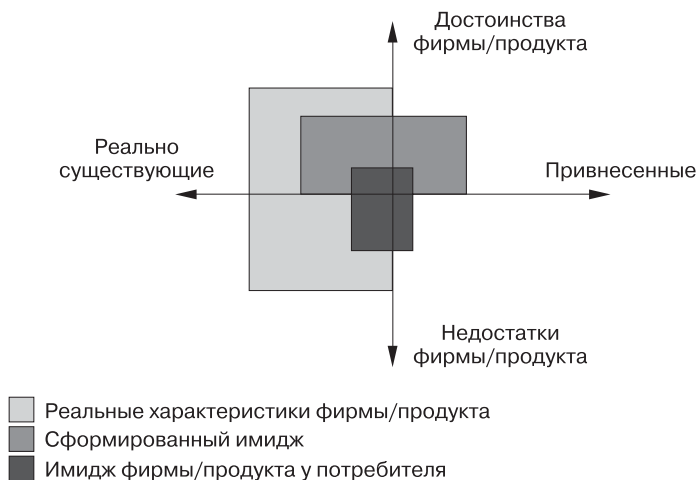 Достоинства
фирмы/продукта
Реально
существующие
Привнесенные
Недостатки
фирмы/продукта
Реальные характеристики фирмы/продукта
Сформированный имидж
Имидж фирмы/продукта у потребителя